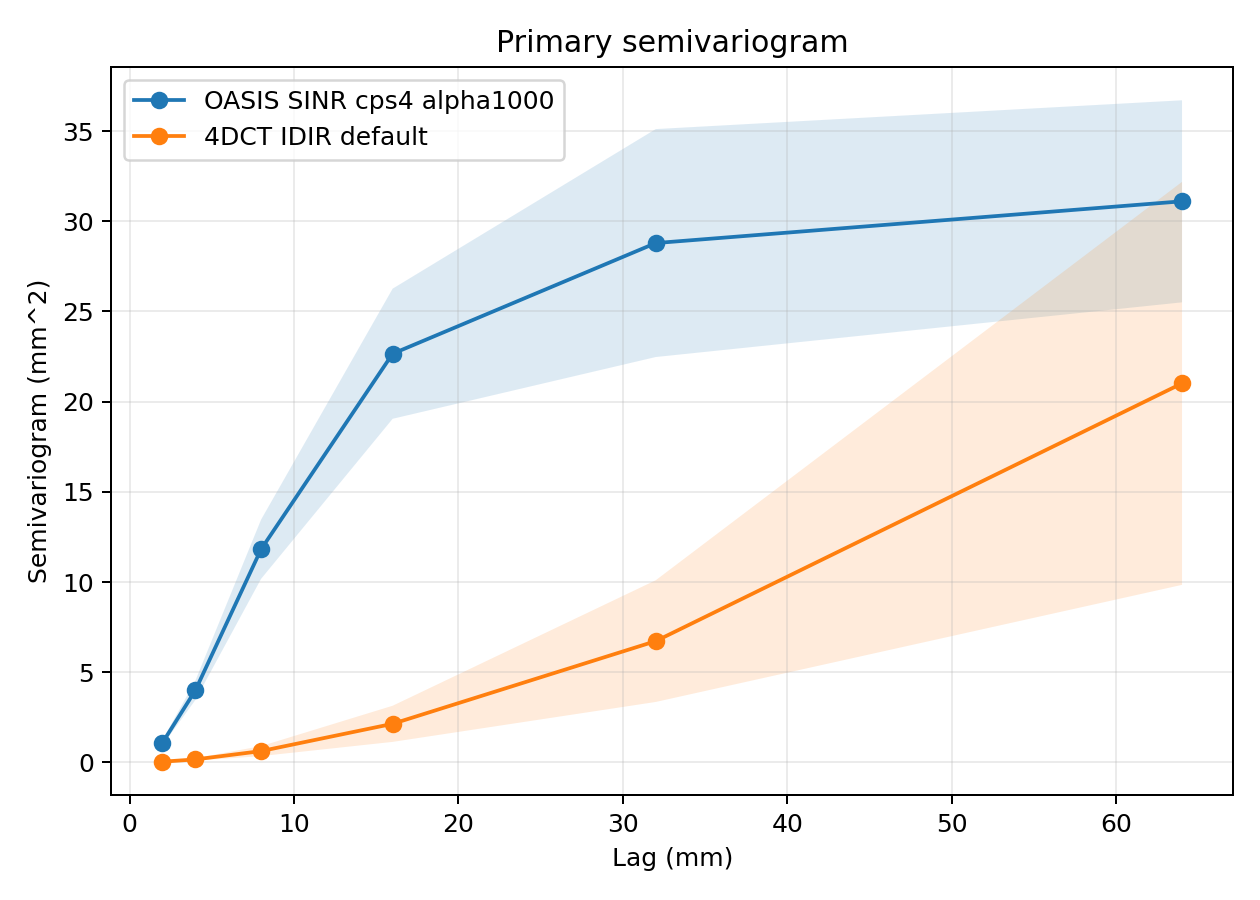 Primary semivariogram
OASIS SINR cps4 alpha1000
4DCT IDIR default
Semivariogram (mm^2)
35
30
25
20
15
10
5
0
0 10 20 30 40 50 60
Lag (mm)